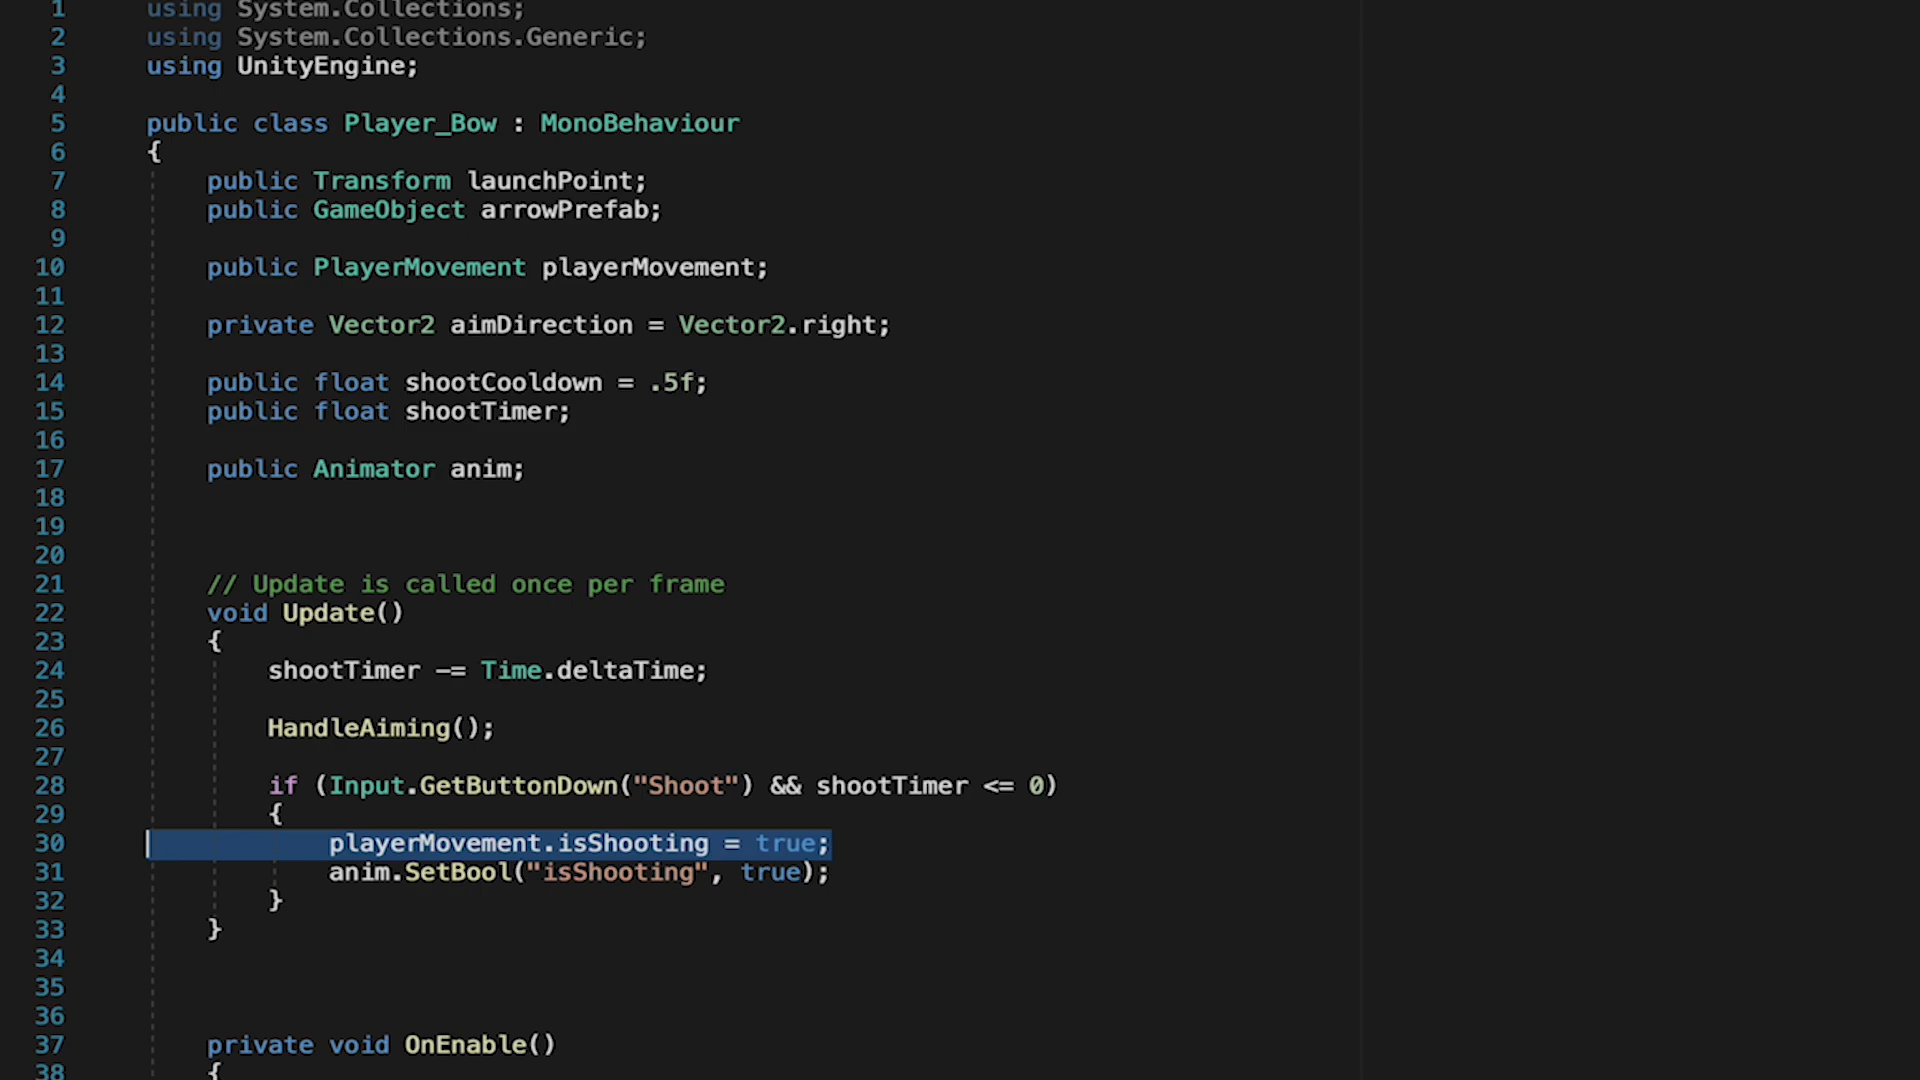 1 using System.Collections;
2 using System.Collections.Generic;
3 using UnityEngine;
4
5 public class Player_Bow : MonoBehaviour
6 {
7 public Transform launchPoint;
8 public GameObject arrowPrefab;
9
10 public PlayerMovement playerMovement;
11
12 private Vector2 aimDirection = Vector2.right;
13
14 public float shootCooldown = .5f;
15 public float shootTimer;
16
17 public Animator anim;
18
19
20
21 // Update is called once per frame
22 void Update()
23 {
24 shootTimer -= Time.deltaTime;
25
26 HandleAiming();
27
28 if (Input.GetButtonDown("Shoot") && shootTimer <= 0)
29 {
30 playerMovement.isShooting = true;
31 anim.SetBool("isShooting", true);
32 }
33 }
34
35
36
37 private void OnEnable()
38 {